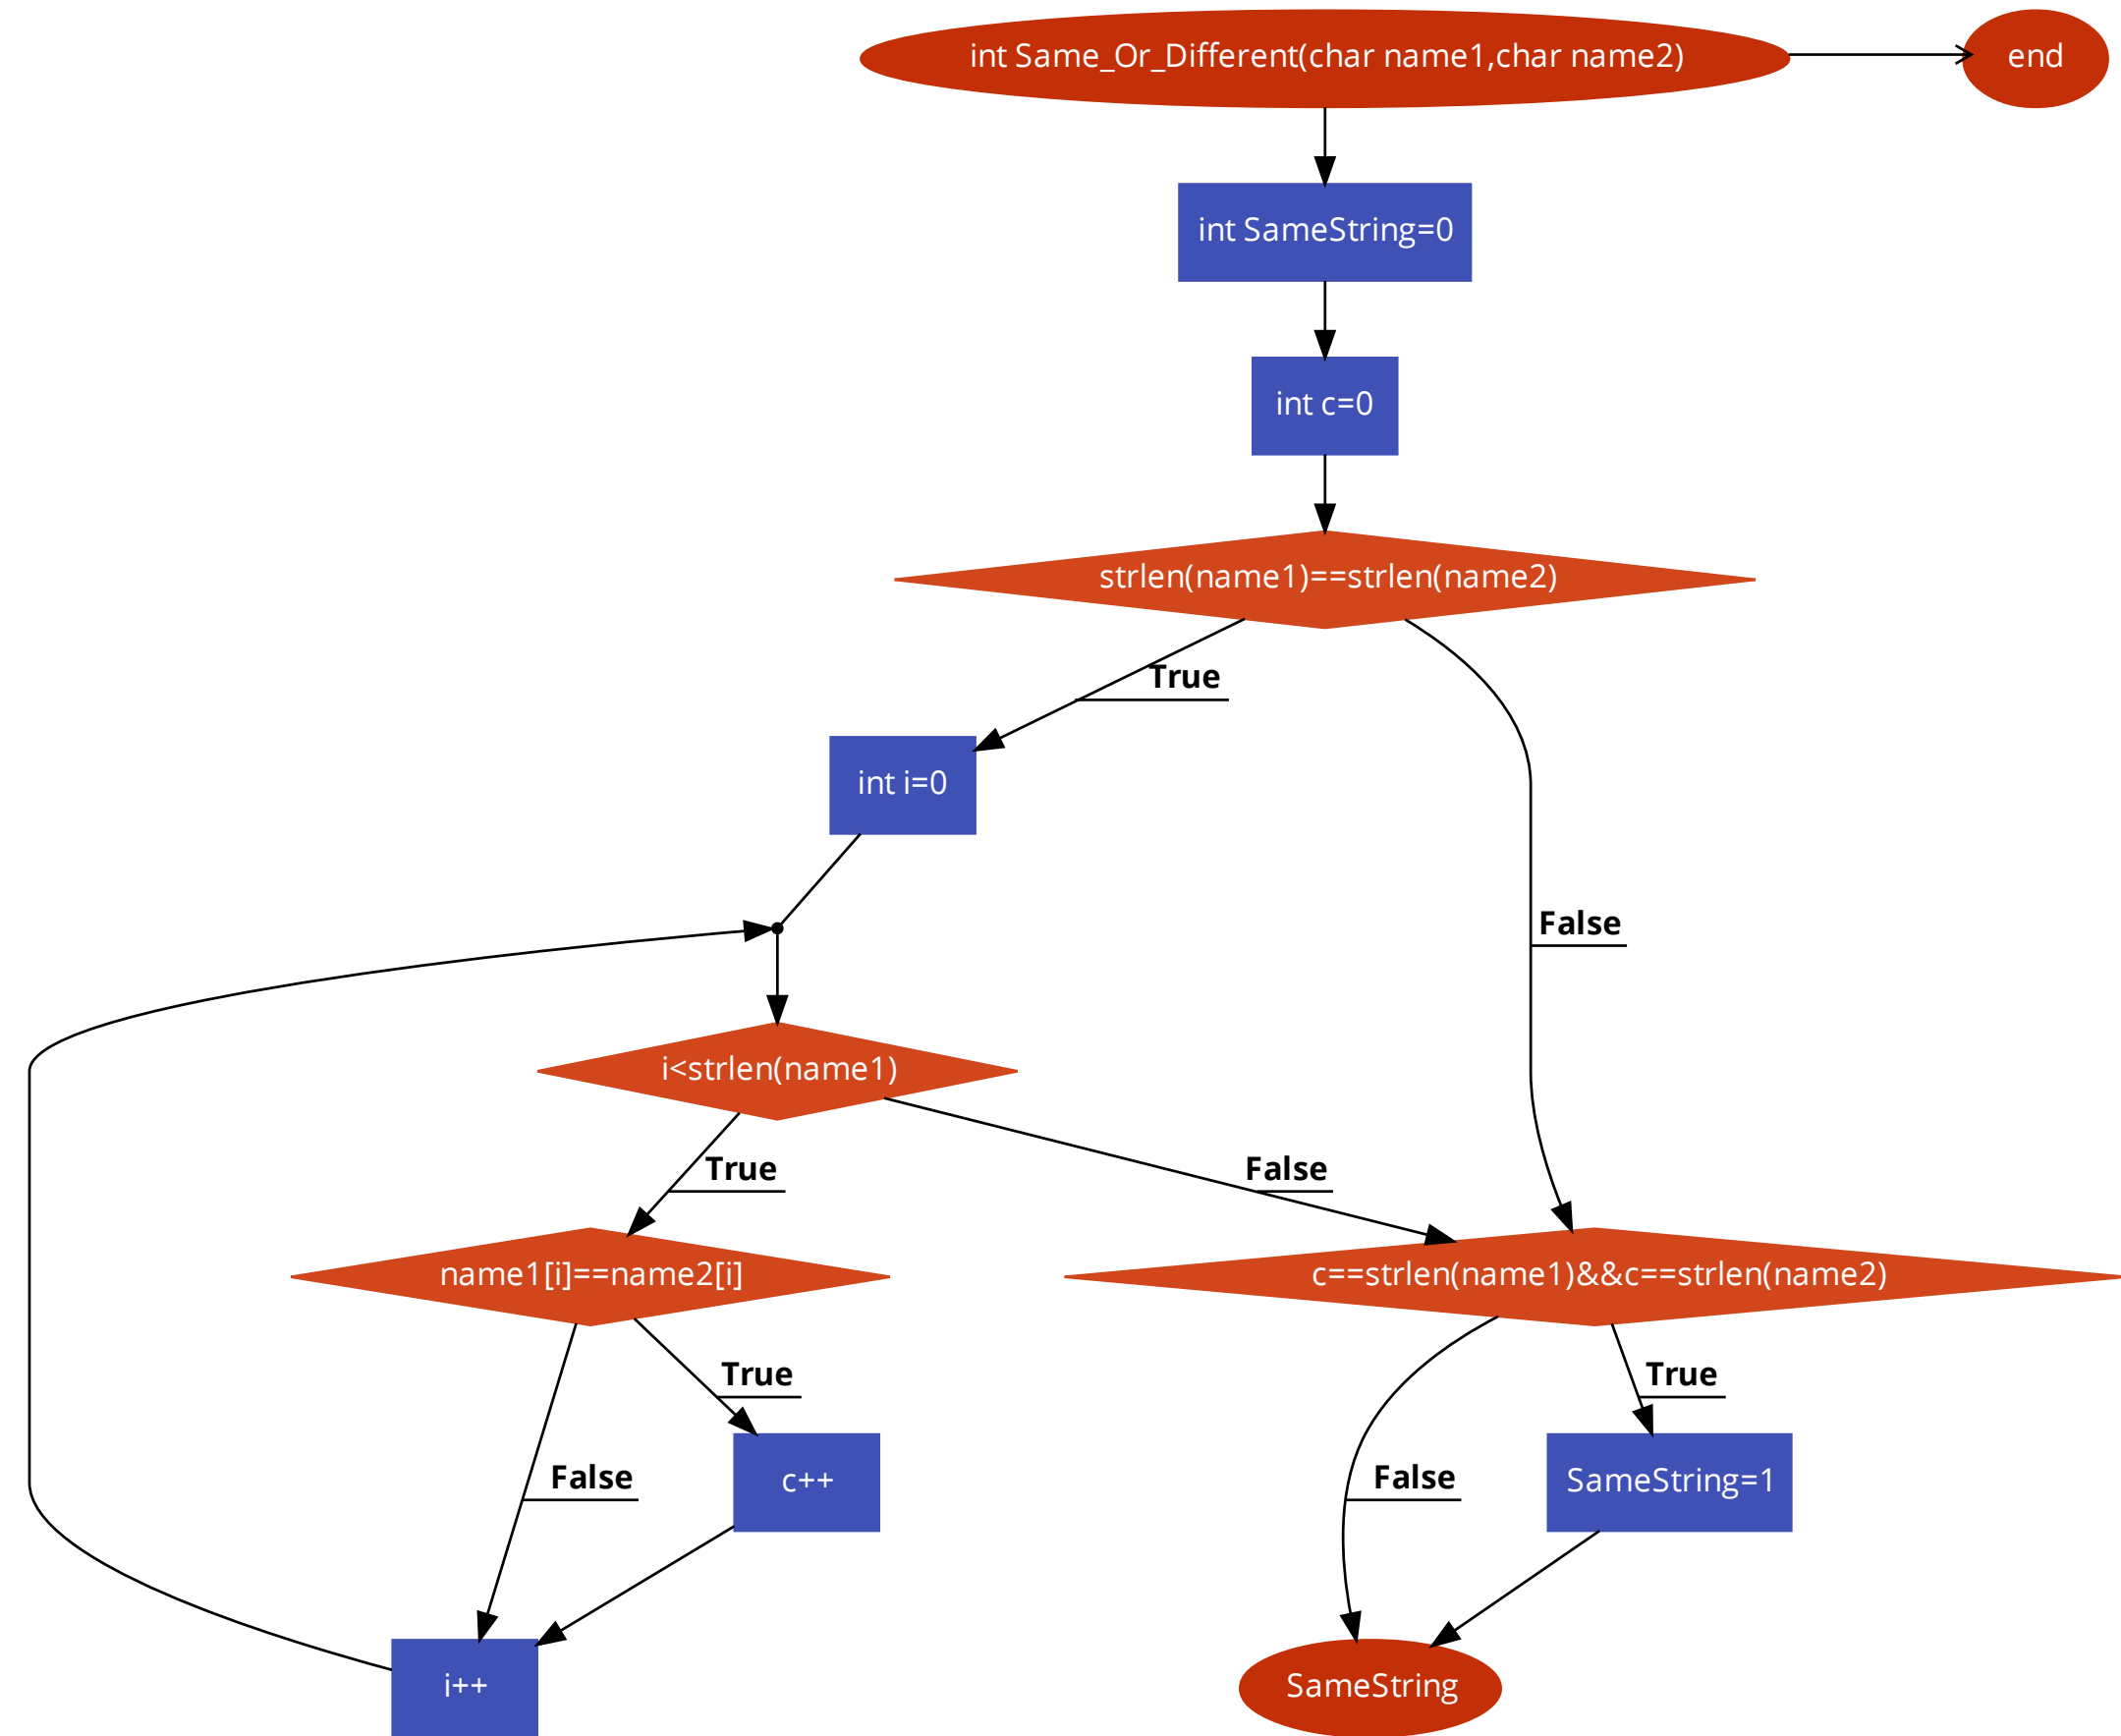 int Same_Or_Different(char name1,char name2)
end
int SameString=0
int c=0
strlen(name1)==strlen(name2)
True
int i=0
False
i<strlen(name1)
True
False
name1[i]==name2[i]
c==strlen(name1)&&c==strlen(name2)
True
True
False
c++
False
SameString=1
i++
SameString